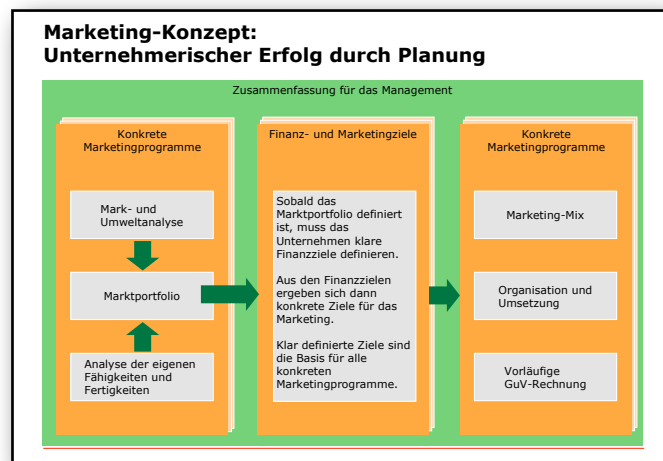 Marketing-Konzept:
Unternehmerischer Erfolg durch Planung
Zusammenfassung für das Management
Konkrete
Marketingprogramme
Mark- und
Umweltanalyse
Marktportfolio
Analyse der eigenen
Fähigkeiten und
Fertigkeiten
Finanz- und Marketingziele
Sobald das
Marktportfolio definiert
ist, muss das
Unternehmen klare
Finanzziele definieren.
Aus den Finanzzielen
ergeben sich dann
konkrete Ziele für das
Marketing.
Klar definierte Ziele sind
die Basis für alle
konkreten
Marketingprogramme.
Konkrete
Marketingprogramme
Marketing-Mix
Organisation und
Umsetzung
Vorläufige
GuV-Rechnung